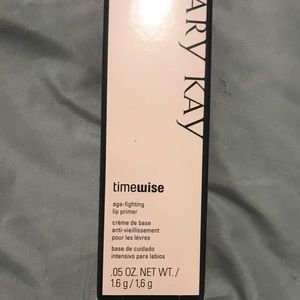 MARY KAY
timewise
age-fighting
lip primer
crème de base
anti-vieillissement
pour les lèvres
base de cuidado
intensivo para labios
.05 OZ. NET WT. /
1.6 g / 1,6 g